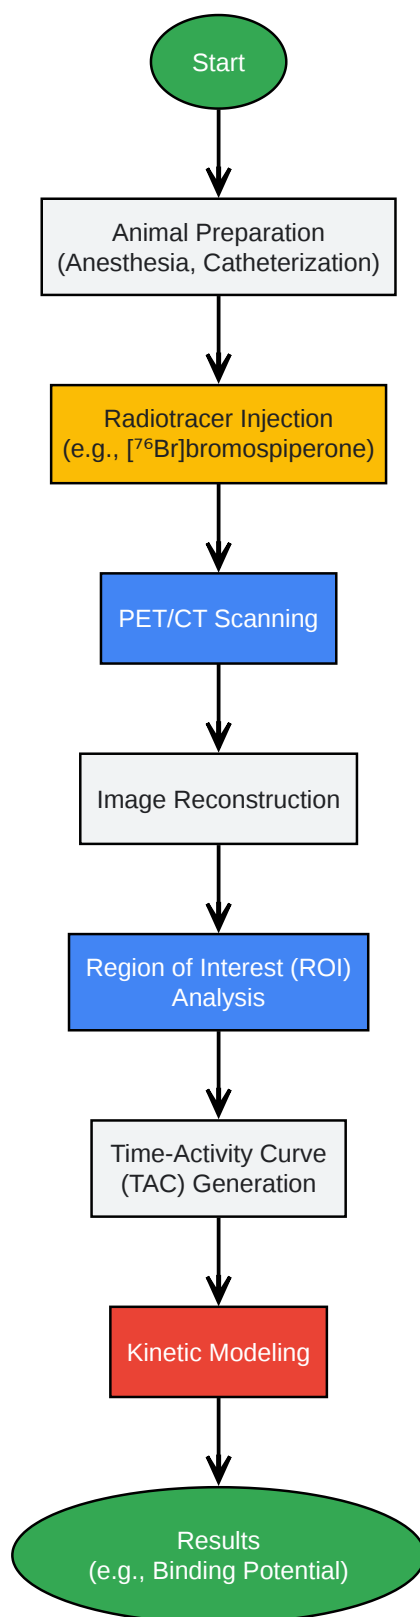 Start
Animal Preparation
(Anesthesia, Catheterization)
Radiotracer Injection
(e.g., [⁷⁶Br]bromospiperone)
PET/CT Scanning
Image Reconstruction
Region of Interest (ROI)
Analysis
Time-Activity Curve
(TAC) Generation
Kinetic Modeling
Results
(e.g., Binding Potential)